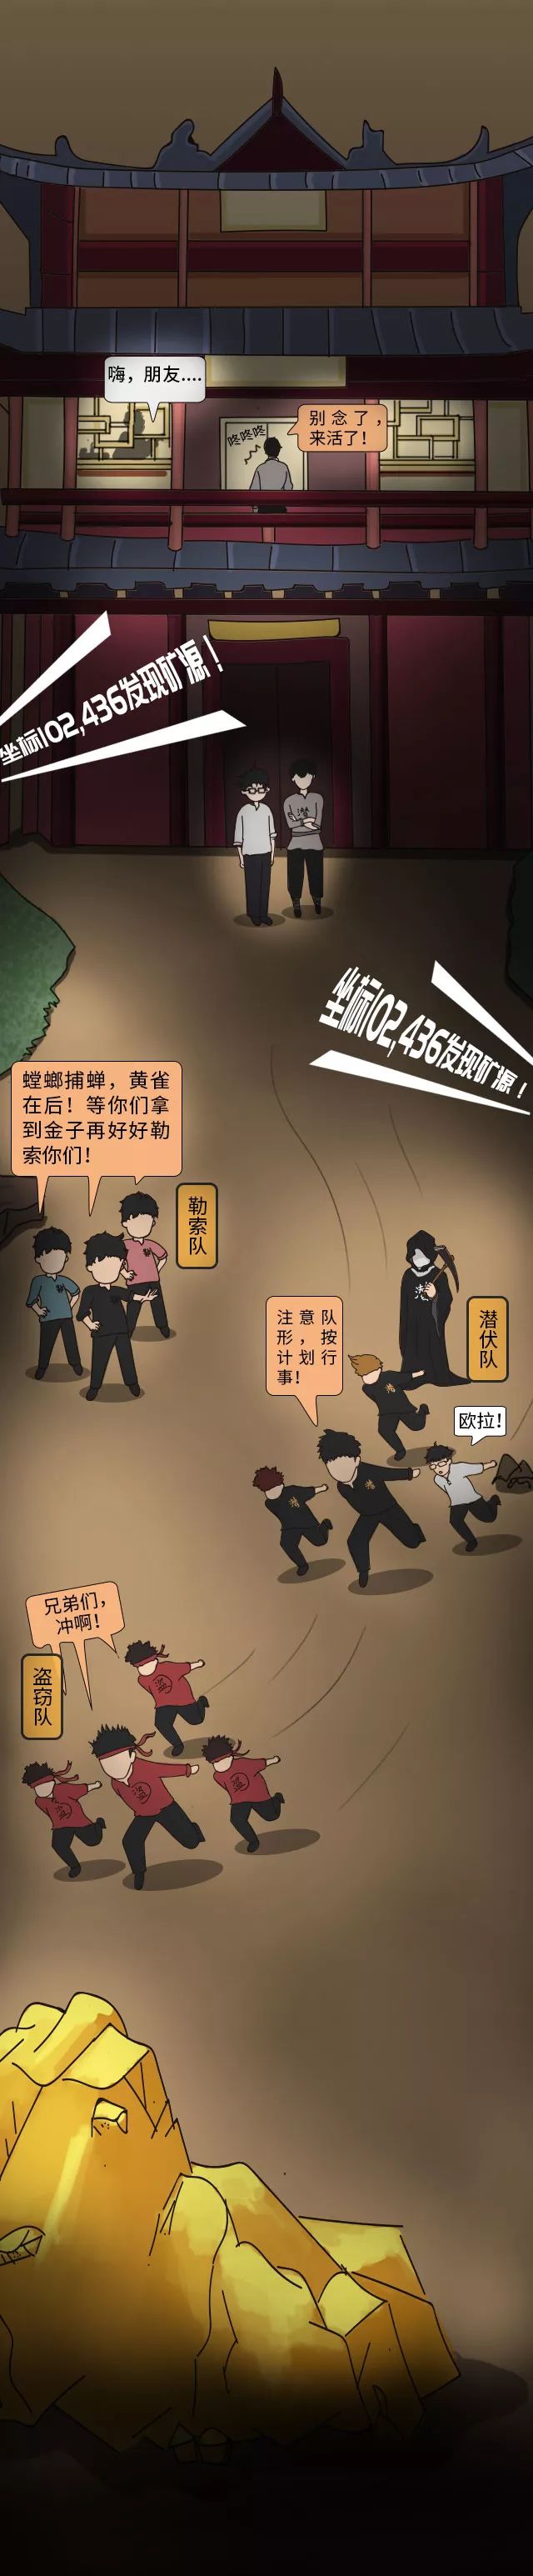 嗨，朋友....
别念了，
来活了！
咚咚咚
坐标102,436发现矿源！
坐标102,436发现矿源！
螳螂捕蝉，黄雀
在后！等你们拿
到金子再好好勒
索你们！
勒索队
潜伏队
注意队
形，按
计划行
事！
欧拉！
兄弟们，
冲啊！
盗窃队
盗
盗
盗